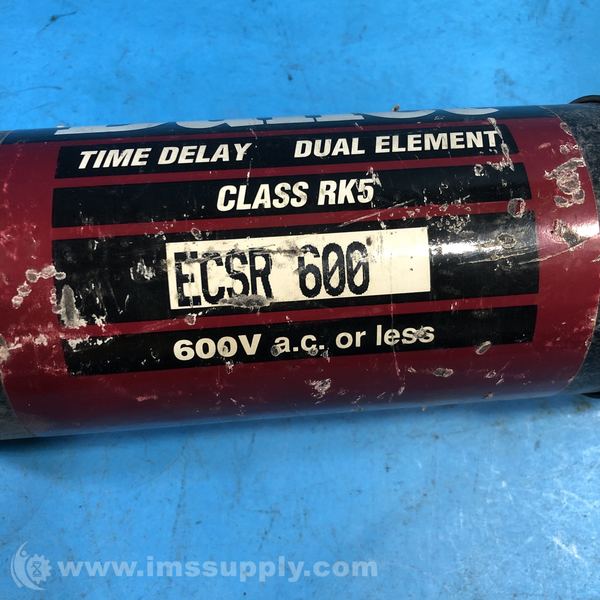 TIME DELAY DUAL ELEMENT
CLASS RK5
ECSR 600
600V a.c. or less
www.imssupply.com